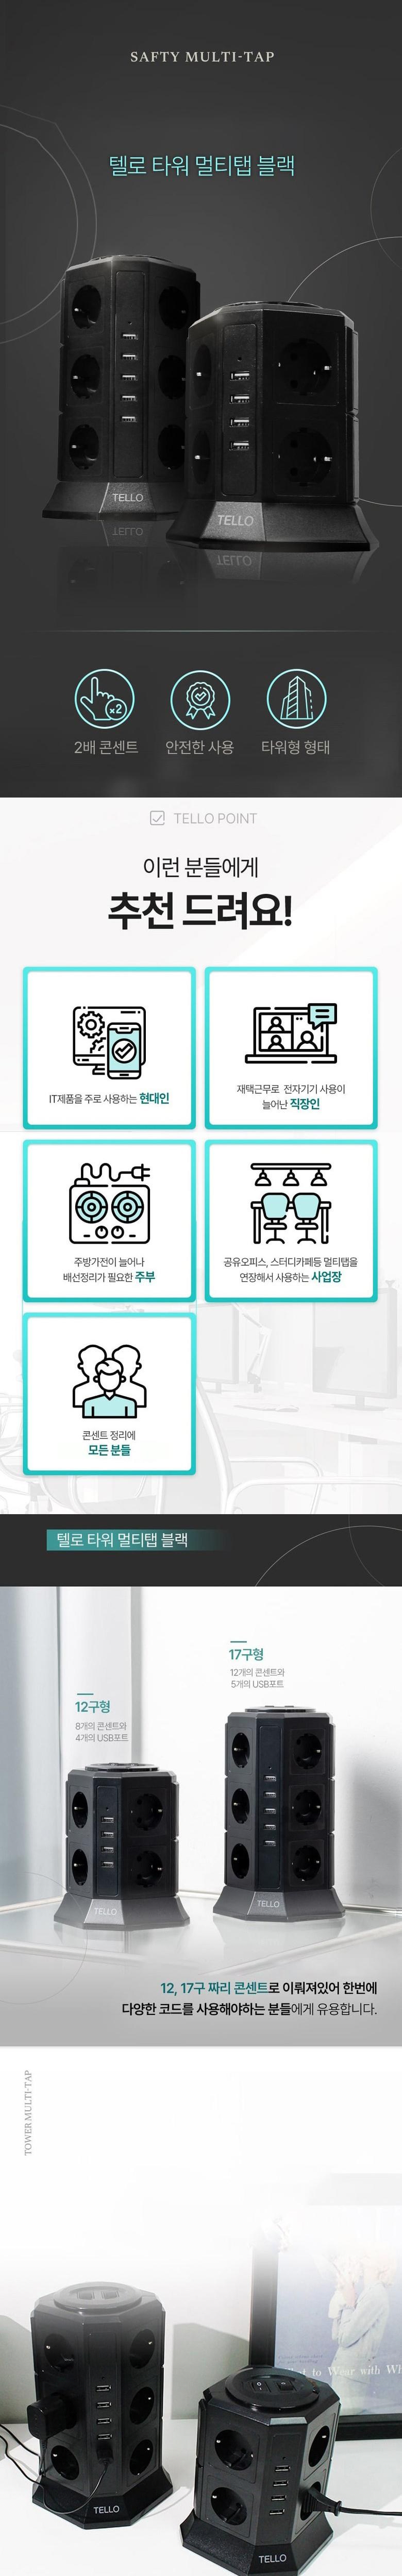 SAFTY MULTI-TAP
텔로 타워 멀티탭 블랙
TELLO
TELLO
x2
2배 콘센트
안전한 사용
타워형 형태
TELLO POINT
이런 분들에게
추천 드려요!
IT제품을 주로 사용하는 현대인
재택근무로 전자기기 사용이
늘어난 직장인
주방가전이 늘어나
배선정리가 필요한 주부
공유오피스, 스터디카페등 멀티탭을
연장해서 사용하는 사업장
콘센트 정리에
모든 분들
텔로 타워 멀티탭 블랙
17구형
12개의 콘센트와
5개의 USB포트
12구형
8개의 콘센트와
4개의 USB포트
TELLO
TELLO
12, 17구 짜리 콘센트로 이뤄져있어 한번에
다양한 코드를 사용해야하는 분들에게 유용합니다.
TOWER MULTI-TAP
to Wear with Wh
TELLO
TELLO